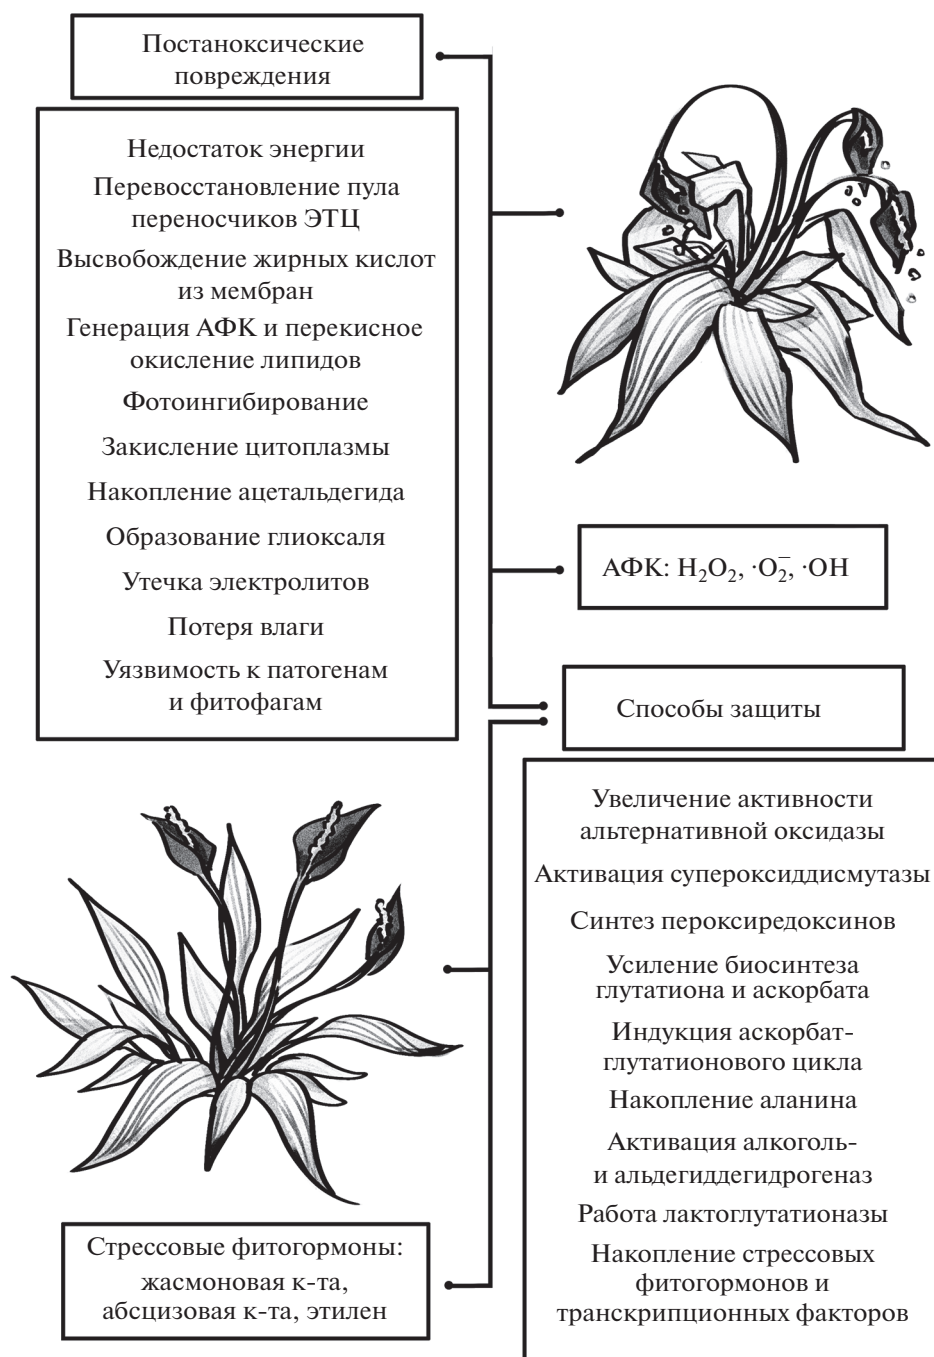 Постаноксические
повреждения
Недостаток энергии
Перевосстановление пула
переносчиков ЭТЦ
Высвобождение жирных кислот
из мембран
Генерация АФК и перекисное
окисление липидов
Фотоингибирование
Закисление цитоплазмы
Накопление ацетальдегида
Образование глиоксаля
Утечка электролитов
Потеря влаги
Уязвимость к патогенам
и фитофагам
АФК: H₂O₂, ·O₂⁻, ·OH
Способы защиты
Увеличение активности
альтернативной оксидазы
Активация супероксиддисмутазы
Синтез пероксиредоксинов
Усиление биосинтеза
глутатиона и аскорбата
Индукция аскорбат-
глутатионового цикла
Накопление аланина
Активация алкоголь-
и альдегиддегидрогеназ
Работа лактоглутатионазы
Накопление стрессовых
фитогормонов и
транскрипционных факторов
Стрессовые фитогормоны:
жасмоновая к-та,
абсцизовая к-та, этилен